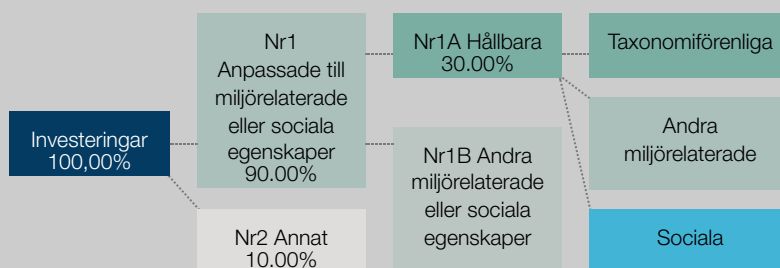 Investeringar
100,00%
Nr1
Anpassade till
miljörelaterade
eller sociala
egenskaper
90.00%
Nr2 Annat
10.00%
Nr1A Hållbara
30.00%
Nr1B Andra
miljörelaterade
eller sociala
egenskaper
Taxonomiförenliga
Andra
miljörelaterade
Sociala